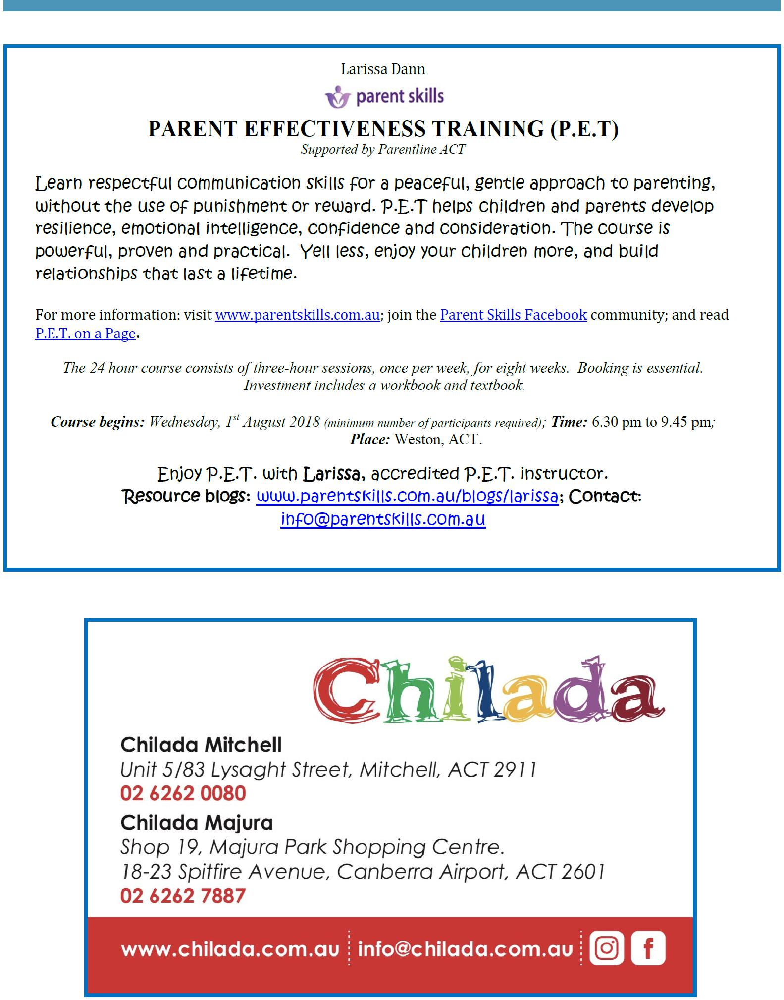 Larissa Dann
parent skills
PARENT EFFECTIVENESS TRAINING (P.E.T)
Supported by Parentline ACT
Learn respectful communication skills for a peaceful, gentle approach to parenting,
without the use of punishment or reward. P.E.T helps children and parents develop
resilience, emotional intelligence, confidence and consideration. The course is
powerful, proven and practical.  Yell less, enjoy your children more, and build
relationships that last a lifetime.
For more information: visit www.parentskills.com.au; join the Parent Skills Facebook community; and read
P.E.T. on a Page.
The 24 hour course consists of three-hour sessions, once per week, for eight weeks.  Booking is essential.
Investment includes a workbook and textbook.
Course begins: Wednesday, 1st August 2018 (minimum number of participants required); Time: 6.30 pm to 9.45 pm;
Place: Weston, ACT.
Enjoy P.E.T. with Larissa, accredited P.E.T. instructor.
Resource blogs: www.parentskills.com.au/blogs/larissa; Contact:
info@parentskills.com.au
Chilada
Chilada Mitchell
Unit 5/83 Lysaght Street, Mitchell, ACT 2911
02 6262 0080
Chilada Majura
Shop 19, Majura Park Shopping Centre.
18-23 Spitfire Avenue, Canberra Airport, ACT 2601
02 6262 7887
www.chilada.com.au info@chilada.com.au